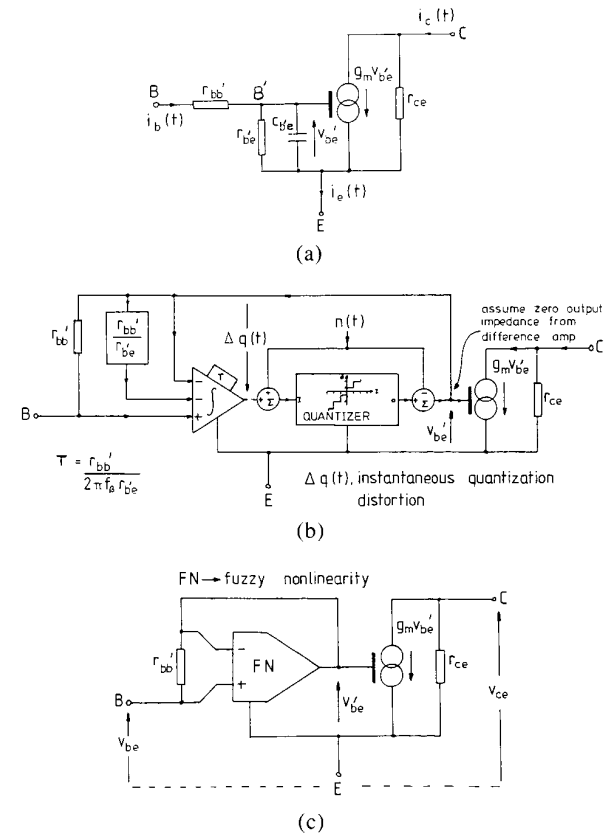 i_c(t)
C
g_m v_b'e
r_ce
B
r_bb'
B'
i_b(t)
r_b'e
c_b'e
v_b'e
i_e(t)
E
(a)
r_bb'
r_bb'
r_b'e
Δq(t)
n(t)
assume zero output
impedance from
difference amp
C
T
−
−
+
∫
+
+
Σ
I
QUANTIZER
O
+
−
Σ
g_m v_b'e
r_ce
B
v_b'e
T = r_bb'
2πf_β r_b'e
E
Δq(t), instantaneous quantization
distortion
(b)
FN → fuzzy nonlinearity
r_bb'
−
FN
+
g_m v_b'e
r_ce
C
B
v_b'e
v_be
v_ce
E
(c)